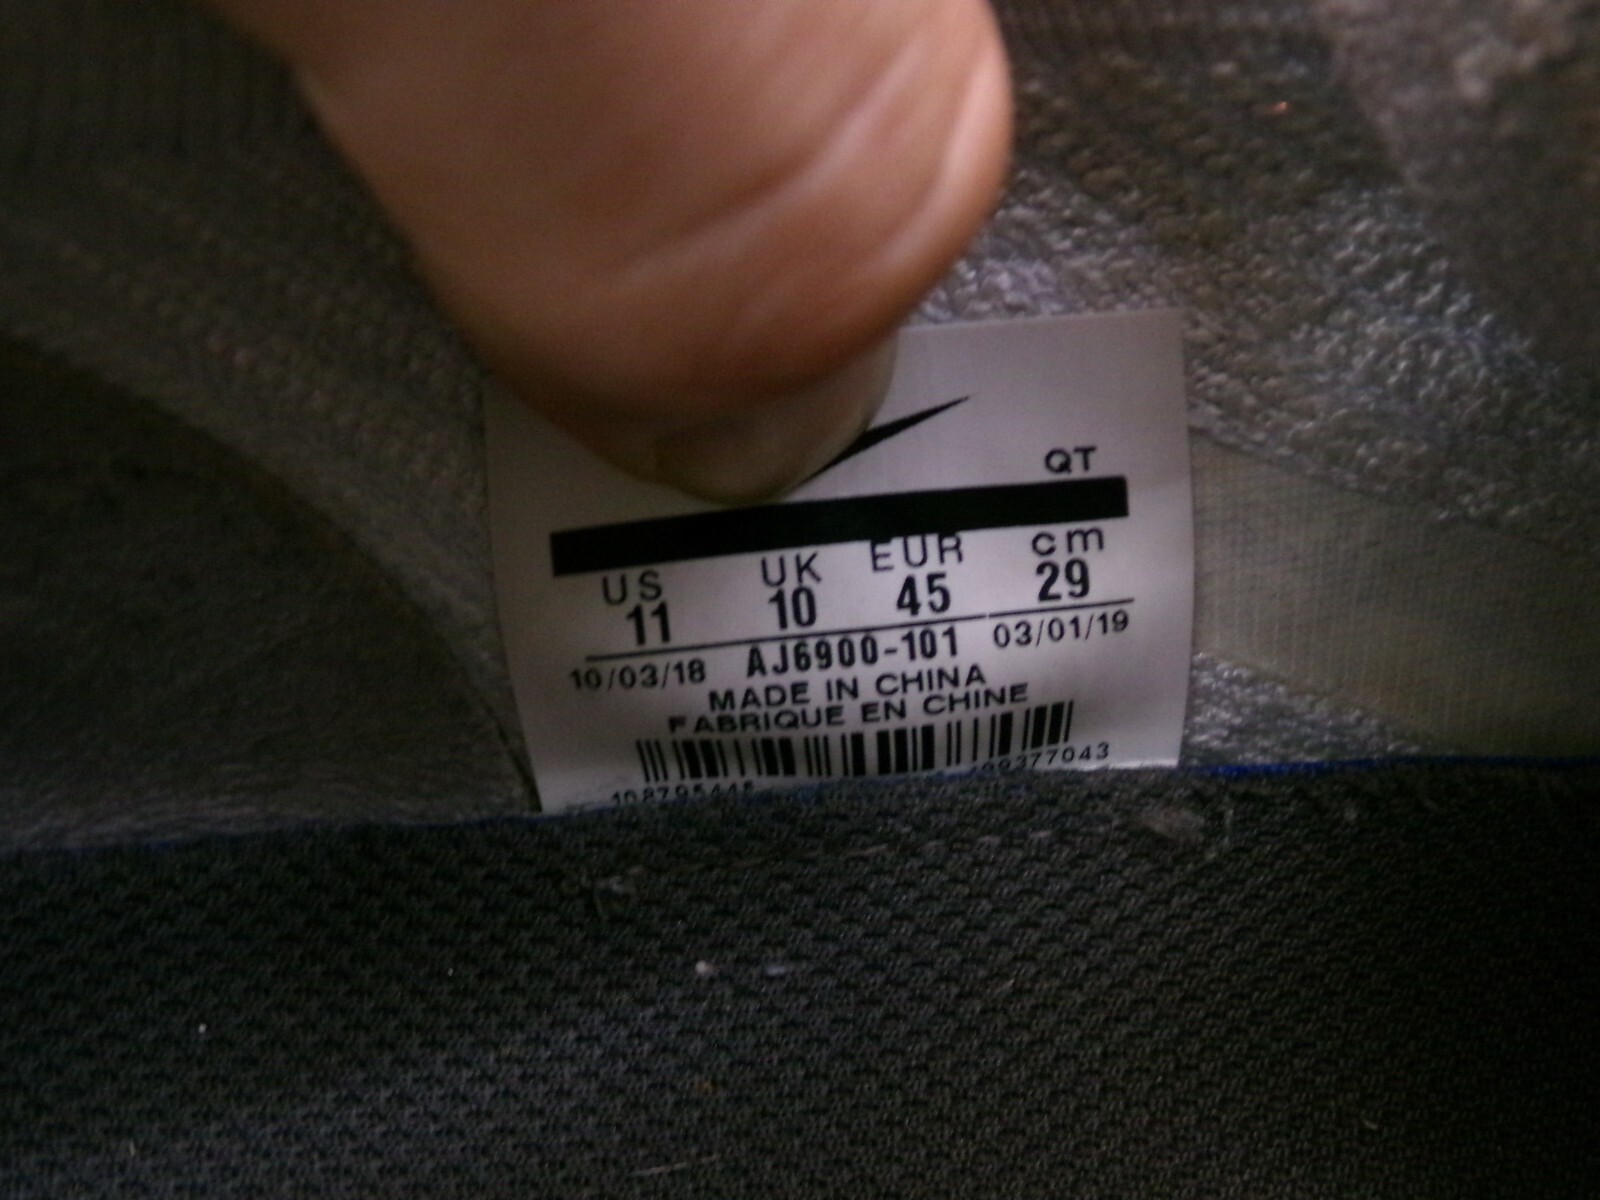 QT
US UK EUR cm
11 10 45 29
10/03/18 AJ6900-101 03/01/19
MADE IN CHINA
FABRIQUE EN CHINE